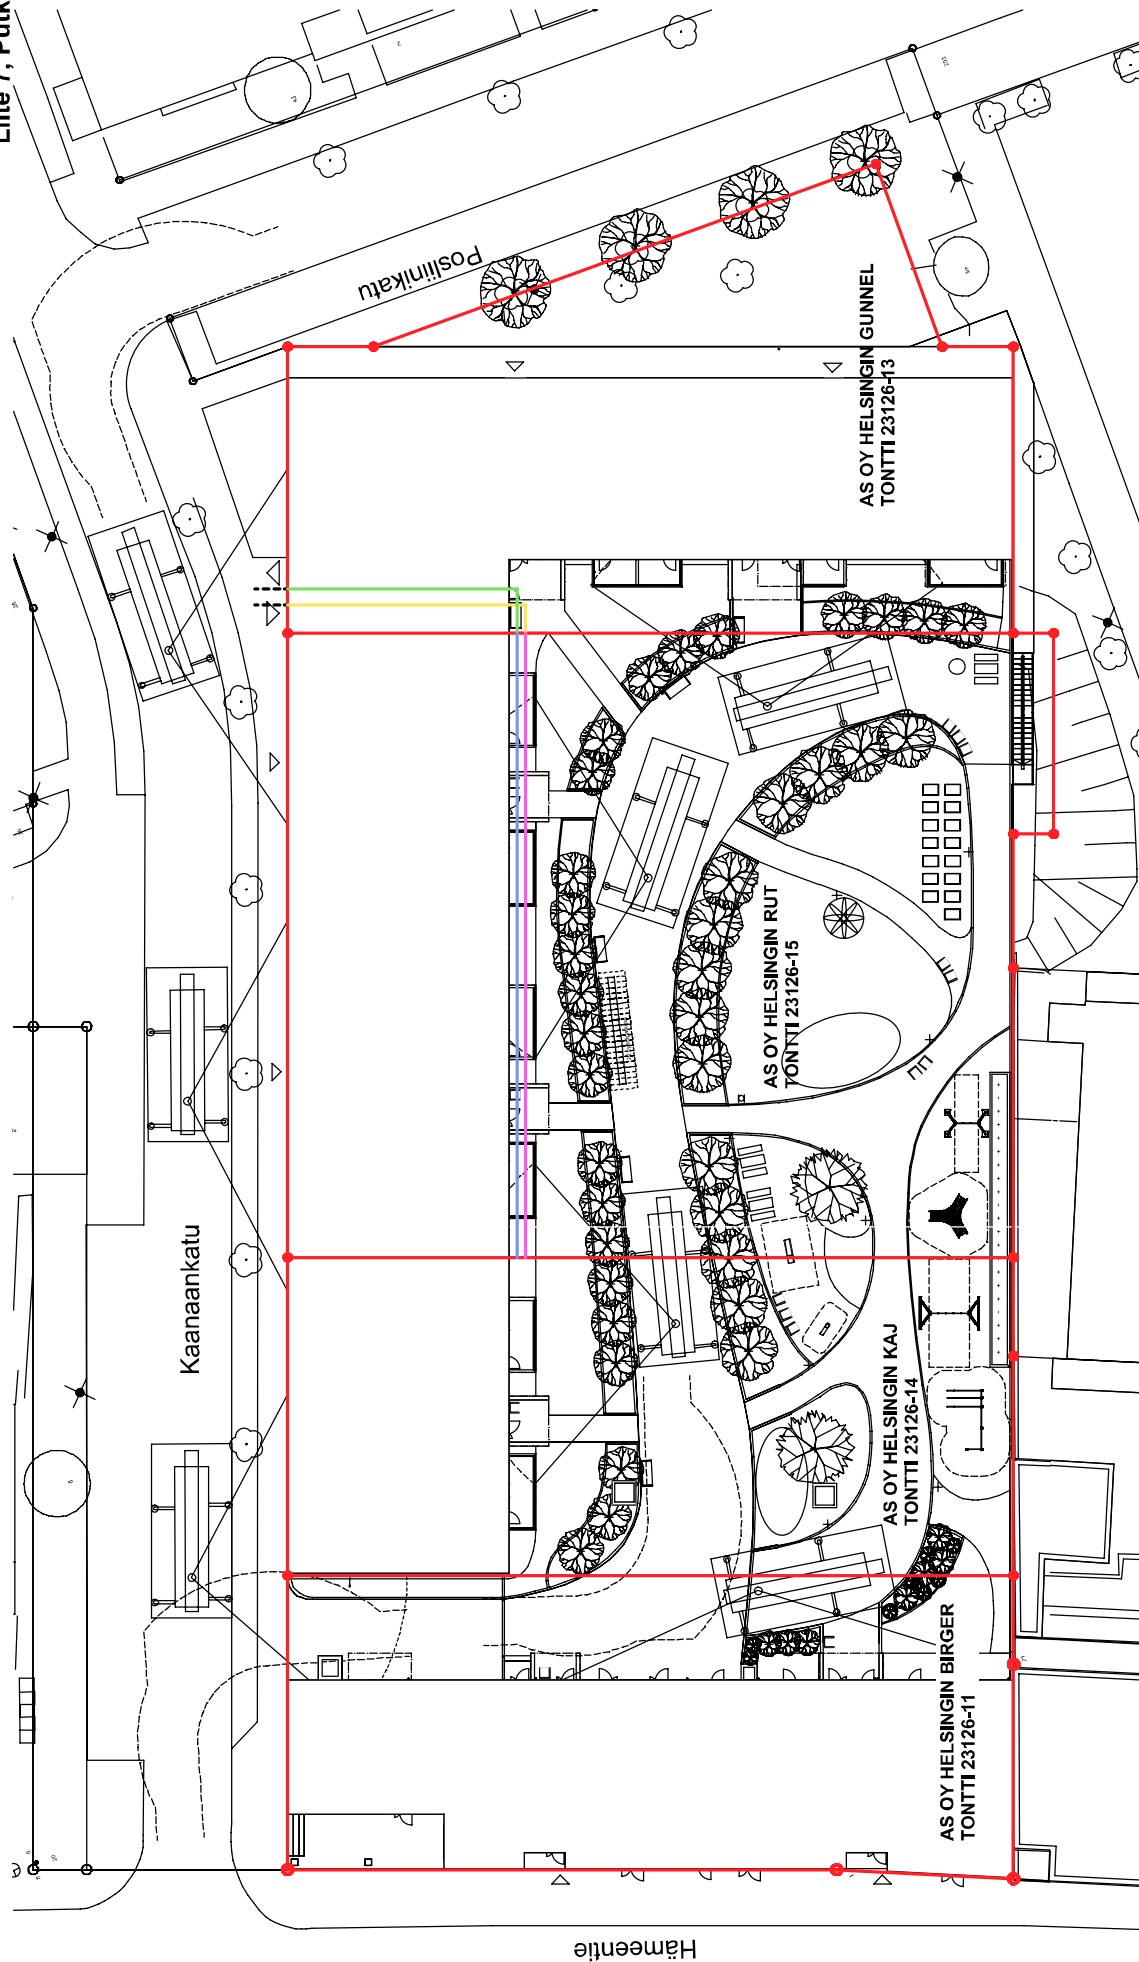 Liite 7, Putk
Posliinikatu
AS OY HELSINGIN GUNNEL
TONTTI 23126-13
AS OY HELSINGIN RUT
TONTTI 23126-15
Kaanaankatu
AS OY HELSINGIN KAJ
TONTTI 23126-14
AS OY HELSINGIN BIRGER
TONTTI 23126-11
Hämeentie